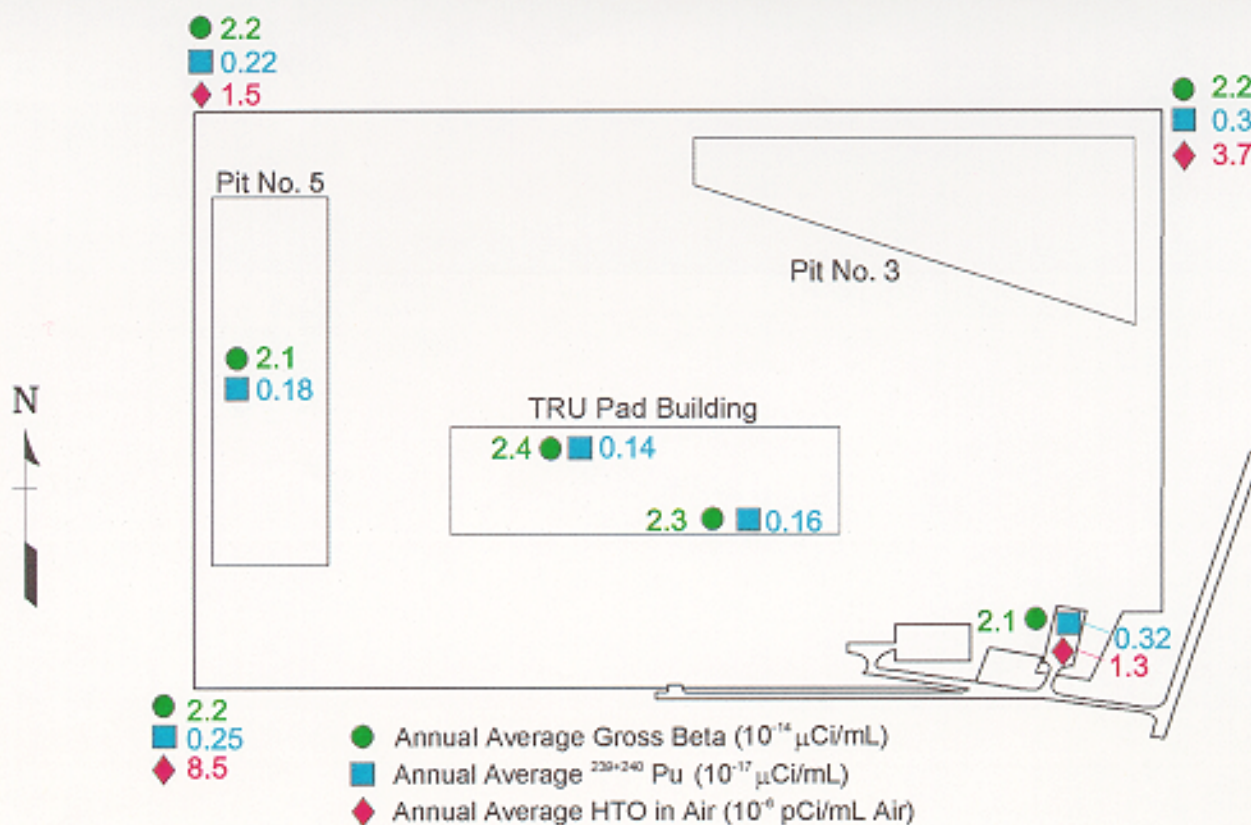 2.2
0.22
1.5
2.2
0.3
3.7
Pit No. 5
Pit No. 3
2.1
0.18
N
TRU Pad Building
2.4 0.14
2.3 0.16
2.1
0.32
1.3
2.2
0.25
8.5
Annual Average Gross Beta (10⁻¹⁴ μCi/mL)
Annual Average ²³⁹⁺²⁴⁰ Pu (10⁻¹⁷ μCi/mL)
Annual Average HTO in Air (10⁻⁶ pCi/mL Air)